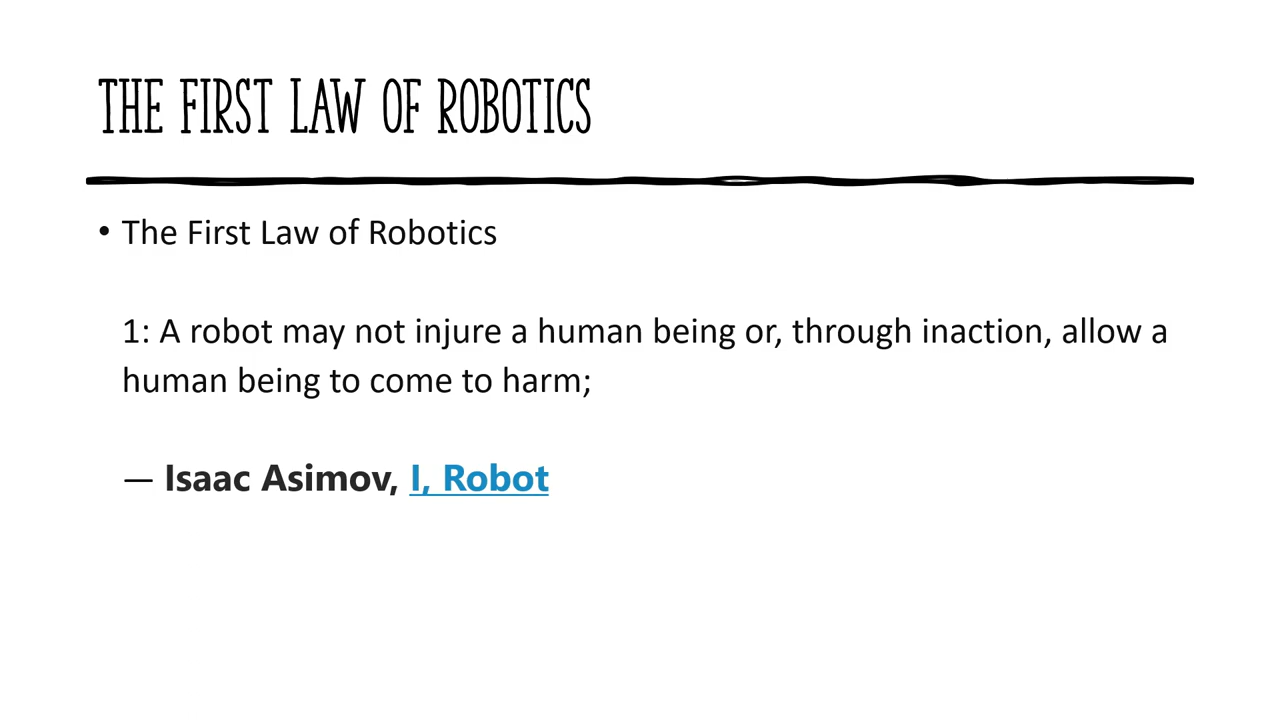 THE FIRST LAW OF ROBOTICS
• The First Law of Robotics
1: A robot may not injure a human being or, through inaction, allow a
human being to come to harm;
— Isaac Asimov, I, Robot